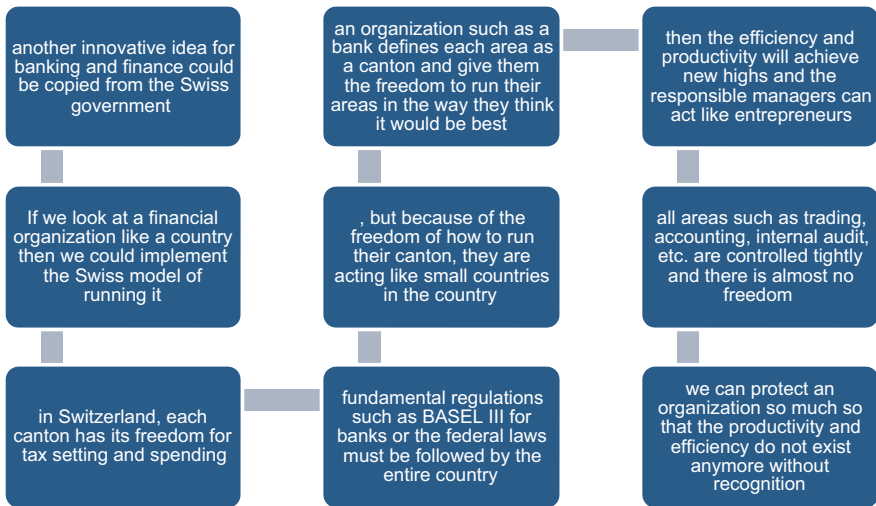 another innovative idea for
banking and finance could
be copied from the Swiss
government
If we look at a financial
organization like a country
then we could implement
the Swiss model of
running it
in Switzerland, each
canton has its freedom for
tax setting and spending
fundamental regulations
such as BASEL III for
banks or the federal laws
must be followed by the
entire country
, but because of the
freedom of how to run
their canton, they are
acting like small countries
in the country
an organization such as a
bank defines each area as
a canton and give them
the freedom to run their
areas in the way they think
it would be best
then the efficiency and
productivity will achieve
new highs and the
responsible managers can
act like entrepreneurs
all areas such as trading,
accounting, internal audit,
etc. are controlled tightly
and there is almost no
freedom
we can protect an
organization so much so
that the productivity and
efficiency do not exist
anymore without
recognition